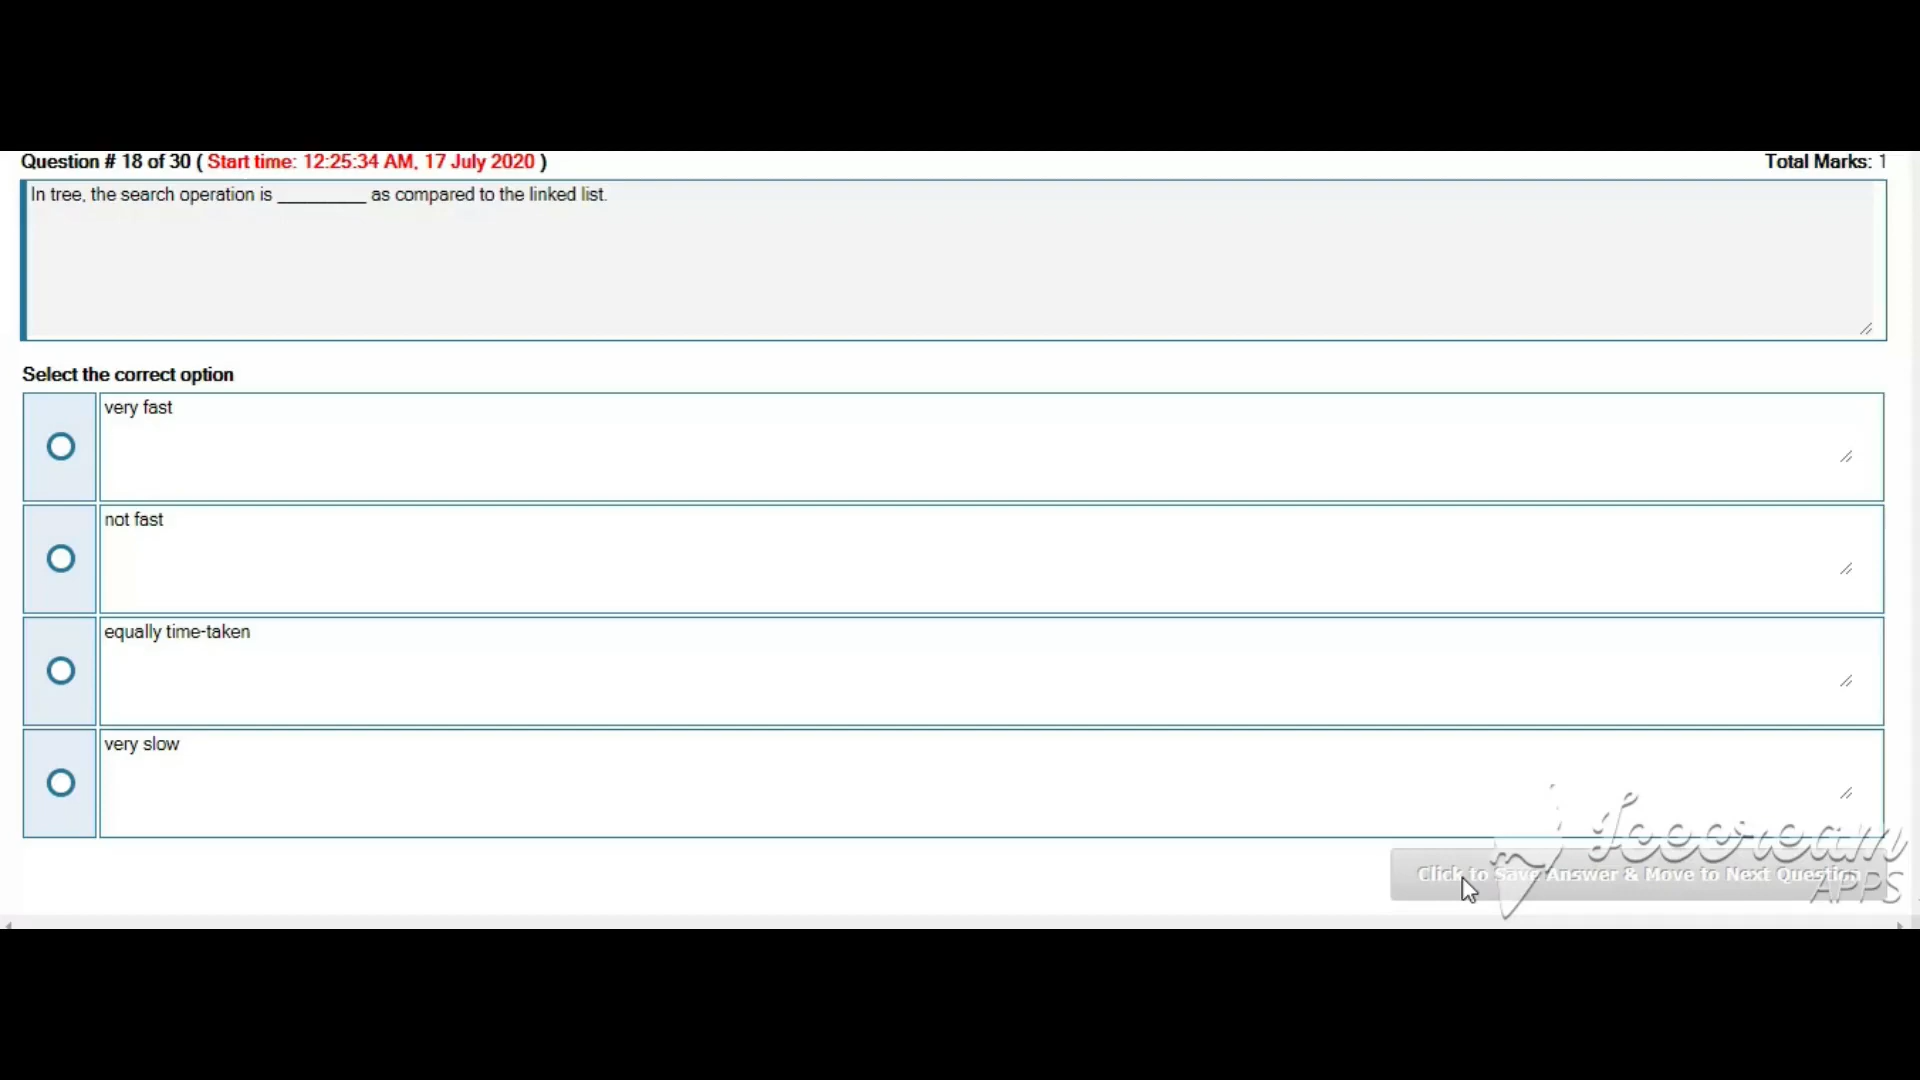 Question # 18 of 30 ( Start time: 12:25:34 AM, 17 July 2020 ) Total Marks: 1
In tree, the search operation is _________ as compared to the linked list.
Select the correct option
very fast
not fast
equally time-taken
very slow
Click to Save Answer & Move to Next Question
Icecream
APPS